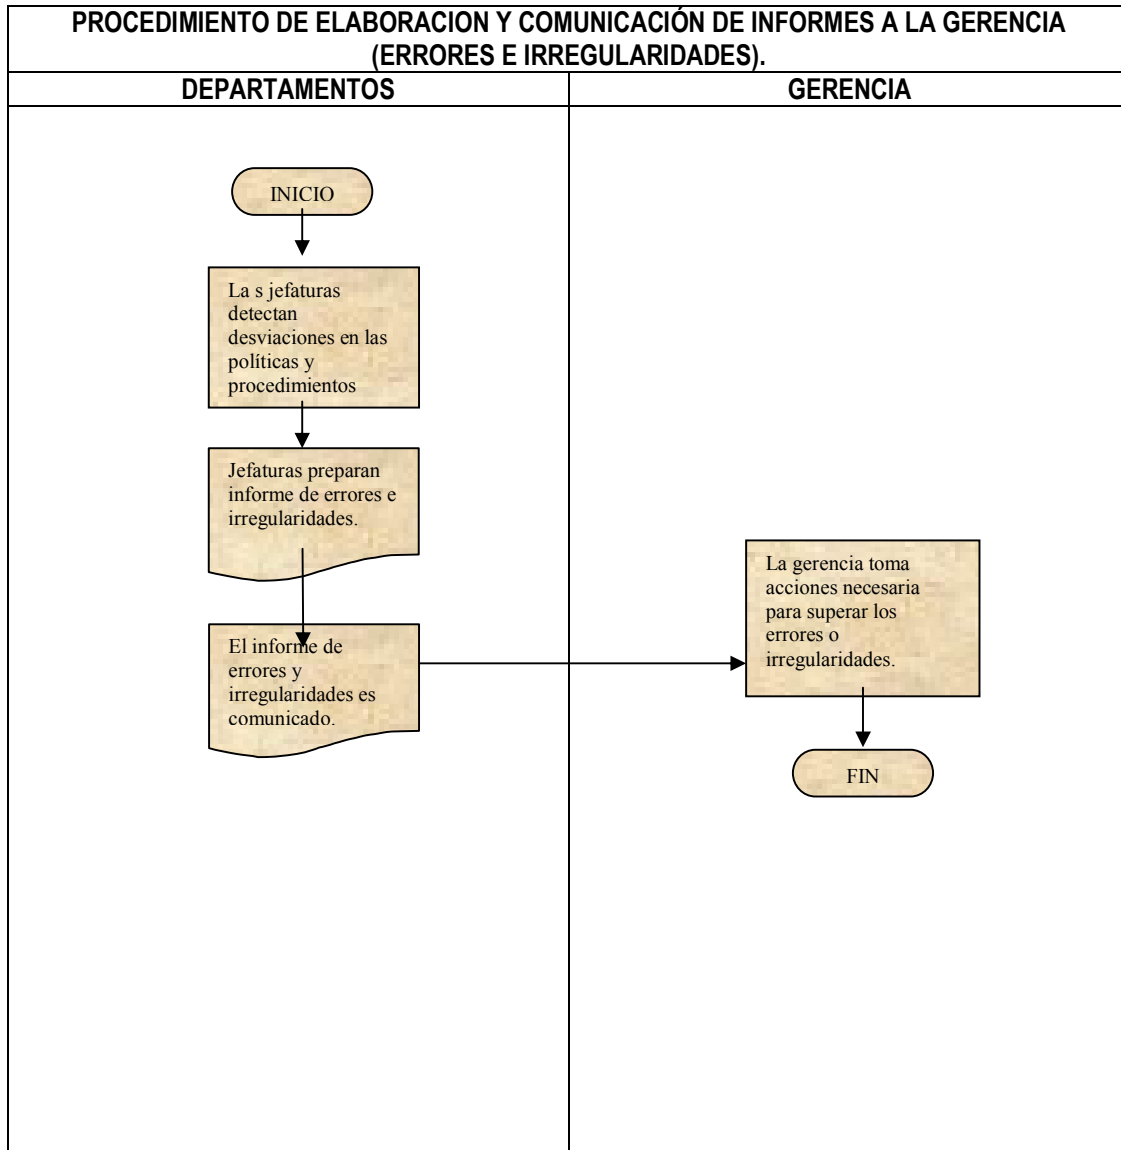 PROCEDIMIENTO DE ELABORACION Y COMUNICACIÓN DE INFORMES A LA GERENCIA
(ERRORES E IRREGULARIDADES).
DEPARTAMENTOS
GERENCIA
INICIO
La s jefaturas
detectan
desviaciones en las
políticas y
procedimientos
Jefaturas preparan
informe de errores e
irregularidades.
El informe de
errores y
irregularidades es
comunicado.
La gerencia toma
acciones necesaria
para superar los
errores o
irregularidades.
FIN